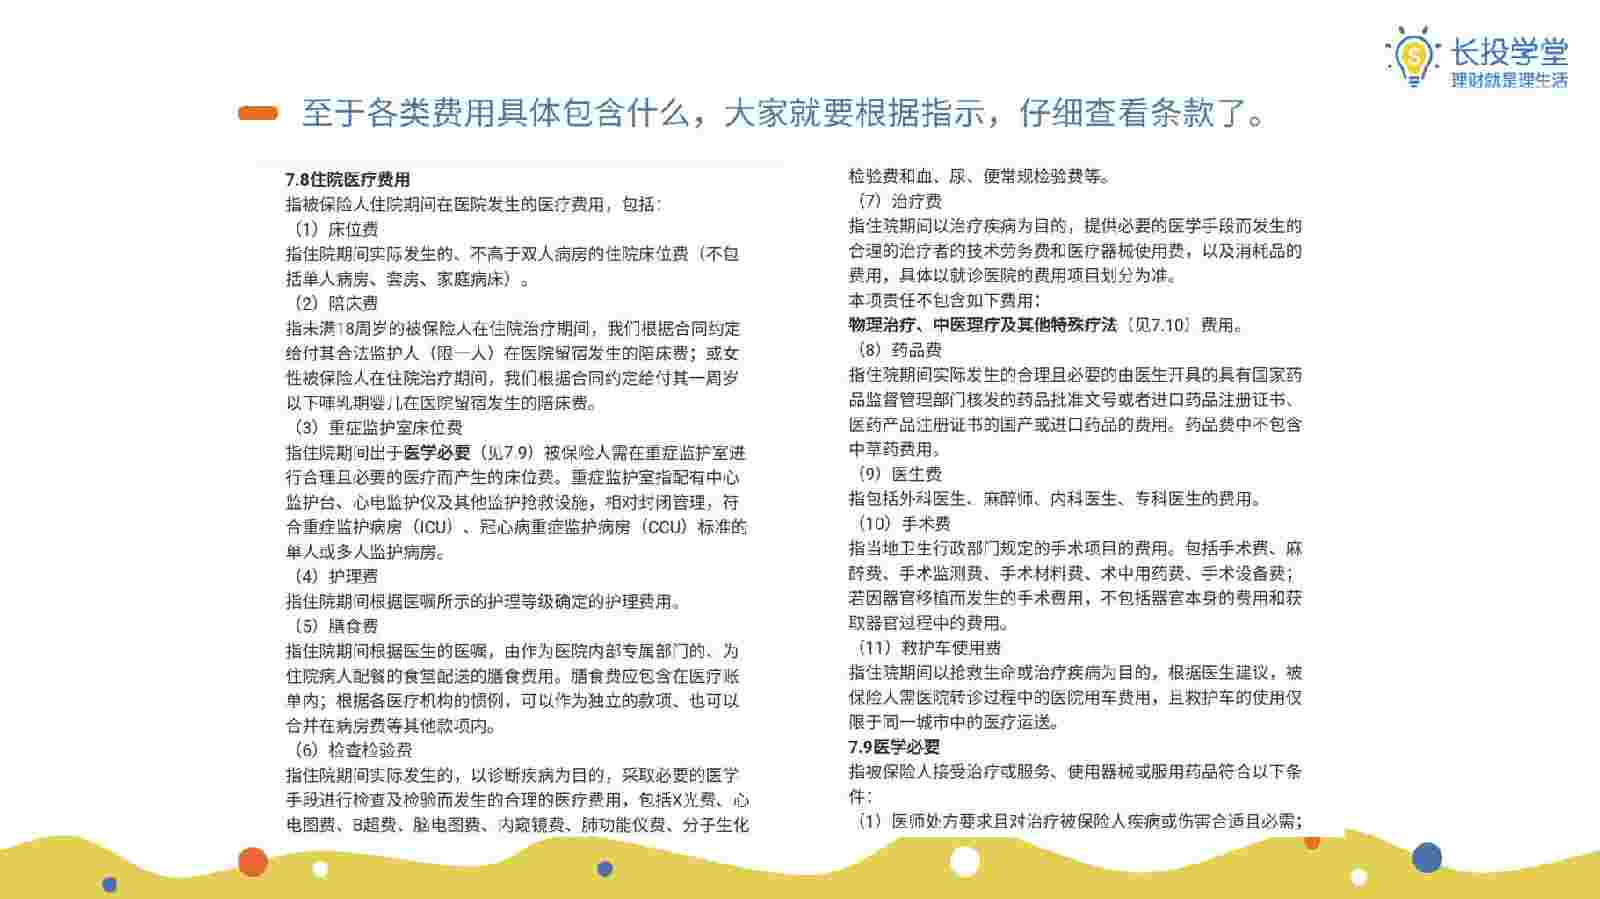 长投学堂
理财就是理生活
至于各类费用具体包含什么，大家就要根据指示，仔细查看条款了。
7.8住院医疗费用
指被保险人住院期间在医院发生的医疗费用，包括：
（1）床位费
指住院期间实际发生的、不高于双人病房的住院床位费（不包
括单人病房、套房、家庭病床）。
（2）陪床费
指未满18周岁的被保险人在住院治疗期间，我们根据合同约定
给付其合法监护人（限一人）在医院留宿发生的陪床费；或女
性被保险人在住院治疗期间，我们根据合同约定给付其一周岁
以下哺乳期婴儿在医院留宿发生的陪床费。
（3）重症监护室床位费
指住院期间出于医学必要（见7.9）被保险人需在重症监护室进
行合理且必要的医疗而产生的床位费。重症监护室指配有中心
监护台、心电监护仪及其他监护抢救设施，相对封闭管理，符
合重症监护病房（ICU）、冠心病重症监护病房（CCU）标准的
单人或多人监护病房。
（4）护理费
指住院期间根据医嘱所示的护理等级确定的护理费用。
（5）膳食费
指住院期间根据医生的医嘱，由作为医院内部专属部门的、为
住院病人配餐的食堂配送的膳食费用。膳食费应包含在医疗账
单内；根据各医疗机构的惯例，可以作为独立的款项、也可以
合并在病房费等其他款项内。
（6）检查检验费
指住院期间实际发生的，以诊断疾病为目的，采取必要的医学
手段进行检查及检验而发生的合理的医疗费用，包括X光费、心
电图费、B超费、脑电图费、内窥镜费、肺功能仪费、分子生化
检验费和血、尿、便常规检验费等。
（7）治疗费
指住院期间以治疗疾病为目的，提供必要的医学手段而发生的
合理的治疗者的技术劳务费和医疗器械使用费，以及消耗品的
费用，具体以就诊医院的费用项目划分为准。
本项责任不包含如下费用：
物理治疗、中医理疗及其他特殊疗法（见7.10）费用。
（8）药品费
指住院期间实际发生的合理且必要的由医生开具的具有国家药
品监督管理部门核发的药品批准文号或者进口药品注册证书、
医药产品注册证书的国产或进口药品的费用。药品费中不包含
中草药费用。
（9）医生费
指包括外科医生、麻醉师、内科医生、专科医生的费用。
（10）手术费
指当地卫生行政部门规定的手术项目的费用。包括手术费、麻
醉费、手术监测费、手术材料费、术中用药费、手术设备费；
若因器官移植而发生的手术费用，不包括器官本身的费用和获
取器官过程中的费用。
（11）救护车使用费
指住院期间以抢救生命或治疗疾病为目的，根据医生建议，被
保险人需医院转诊过程中的医院用车费用，且救护车的使用仅
限于同一城市中的医疗运送。
7.9医学必要
指被保险人接受治疗或服务、使用器械或服用药品符合以下条
件：
（1）医师处方要求且对治疗被保险人疾病或伤害合适且必需；